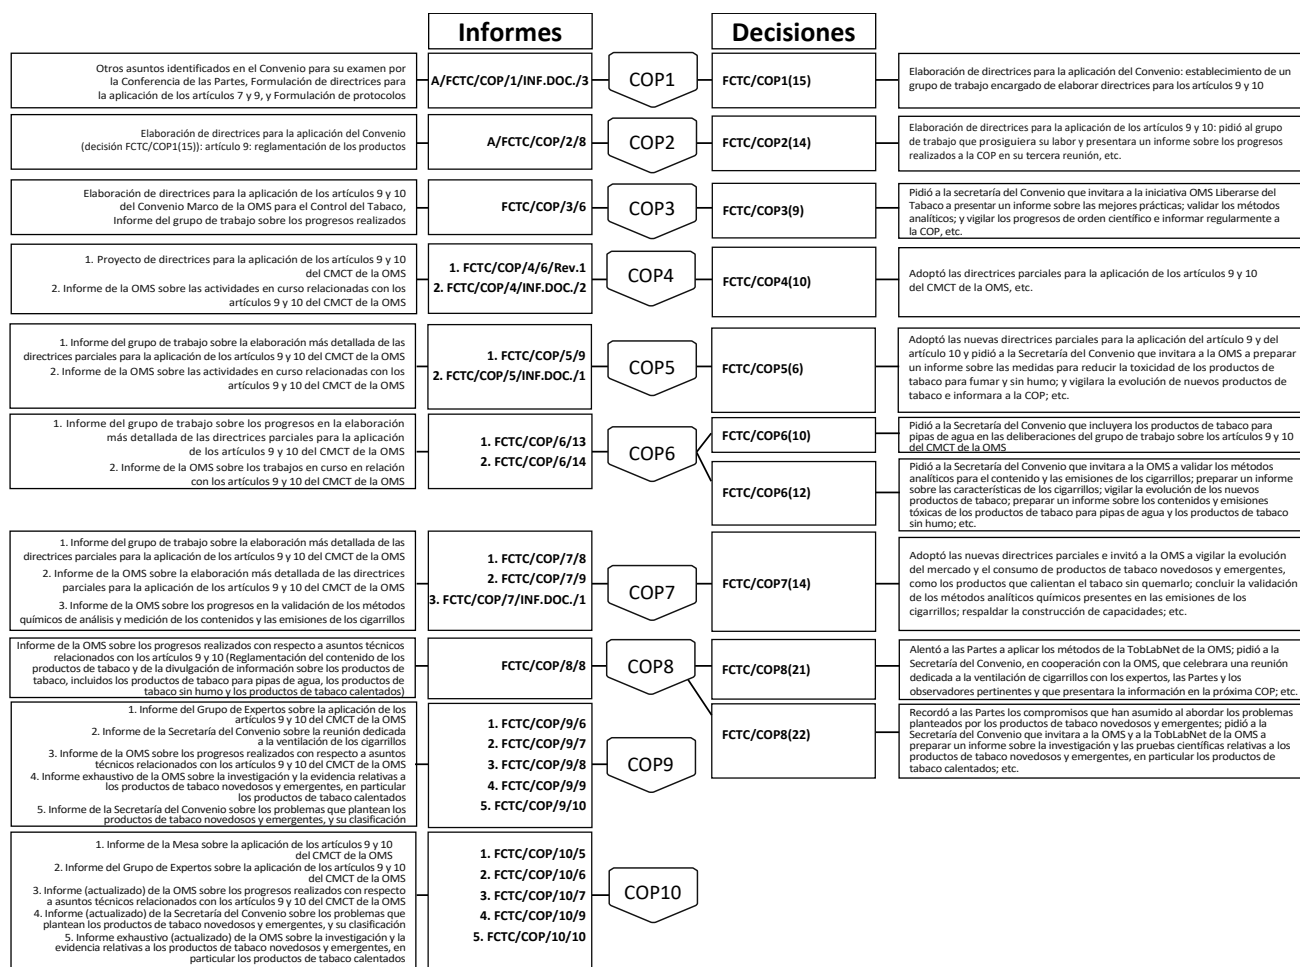 Informes
Decisiones
Otros asuntos identificados en el Convenio para su examen por
la Conferencia de las Partes, Formulación de directrices para
la aplicación de los artículos 7 y 9, y Formulación de protocolos
A/FCTC/COP/1/INF.DOC./3
COP1
FCTC/COP1(15)
Elaboración de directrices para la aplicación del Convenio: establecimiento de un
grupo de trabajo encargado de elaborar directrices para los artículos 9 y 10
Elaboración de directrices para la aplicación del Convenio
(decisión FCTC/COP1(15)): artículo 9: reglamentación de los productos
A/FCTC/COP/2/8
COP2
FCTC/COP2(14)
Elaboración de directrices para la aplicación de los artículos 9 y 10: pidió al grupo
de trabajo que prosiguiera su labor y presentara un informe sobre los progresos
realizados a la COP en su tercera reunión, etc.
Elaboración de directrices para la aplicación de los artículos 9 y 10
del Convenio Marco de la OMS para el Control del Tabaco,
Informe del grupo de trabajo sobre los progresos realizados
FCTC/COP/3/6
COP3
FCTC/COP3(9)
Pidió a la secretaría del Convenio que invitara a la iniciativa OMS Liberarse del
Tabaco a presentar un informe sobre las mejores prácticas; validar los métodos
analíticos; y vigilar los progresos de orden científico e informar regularmente a
la COP, etc.
1. Proyecto de directrices para la aplicación de los artículos 9 y 10
del CMCT de la OMS
2. Informe de la OMS sobre las actividades en curso relacionadas con los
artículos 9 y 10 del CMCT de la OMS
1. FCTC/COP/4/6/Rev.1
2. FCTC/COP/4/INF.DOC./2
COP4
FCTC/COP4(10)
Adoptó las directrices parciales para la aplicación de los artículos 9 y 10
del CMCT de la OMS, etc.
1. Informe del grupo de trabajo sobre la elaboración más detallada de las
directrices parciales para la aplicación de los artículos 9 y 10 del CMCT de la OMS
2. Informe de la OMS sobre las actividades en curso relacionadas con los
artículos 9 y 10 del CMCT de la OMS
1. FCTC/COP/5/9
2. FCTC/COP/5/INF.DOC./1
COP5
FCTC/COP5(6)
Adoptó las nuevas directrices parciales para la aplicación del artículo 9 y del
artículo 10 y pidió a la Secretaría del Convenio que invitara a la OMS a preparar
un informe sobre las medidas para reducir la toxicidad de los productos de
tabaco para fumar y sin humo; y vigilara la evolución de nuevos productos de
tabaco e informara a la COP; etc.
1. Informe del grupo de trabajo sobre los progresos en la elaboración
más detallada de las directrices parciales para la aplicación
de los artículos 9 y 10 del CMCT de la OMS
2. Informe de la OMS sobre los trabajos en curso en relación
con los artículos 9 y 10 del CMCT de la OMS
1. FCTC/COP/6/13
2. FCTC/COP/6/14
COP6
FCTC/COP6(10)
Pidió a la Secretaría del Convenio que incluyera los productos de tabaco para
pipas de agua en las deliberaciones del grupo de trabajo sobre los artículos 9 y 10
del CMCT de la OMS
FCTC/COP6(12)
Pidió a la Secretaría del Convenio que invitara a la OMS a validar los métodos
analíticos para el contenido y las emisiones de los cigarrillos; preparar un informe
sobre las características de los cigarrillos; vigilar la evolución de los nuevos
productos de tabaco; preparar un informe sobre los contenidos y emisiones
tóxicas de los productos de tabaco para pipas de agua y los productos de tabaco
sin humo; etc.
1. Informe del grupo de trabajo sobre la elaboración más detallada de las
directrices parciales para la aplicación de los artículos 9 y 10 del CMCT de la OMS
2. Informe de la OMS sobre la elaboración más detallada de las directrices
parciales para la aplicación de los artículos 9 y 10 del CMCT de la OMS
3. Informe de la OMS sobre los progresos en la validación de los métodos
químicos de análisis y medición de los contenidos y las emisiones de los cigarrillos
1. FCTC/COP/7/8
2. FCTC/COP/7/9
3. FCTC/COP/7/INF.DOC./1
COP7
FCTC/COP7(14)
Adoptó las nuevas directrices parciales e invitó a la OMS a vigilar la evolución
del mercado y el consumo de productos de tabaco novedosos y emergentes,
como los productos que calientan el tabaco sin quemarlo; concluir la validación
de los métodos analíticos químicos presentes en las emisiones de los
cigarrillos; respaldar la construcción de capacidades; etc.
Informe de la OMS sobre los progresos realizados con respecto a asuntos técnicos
relacionados con los artículos 9 y 10 (Reglamentación del contenido de los
productos de tabaco y de la divulgación de información sobre los productos de
tabaco, incluidos los productos de tabaco para pipas de agua, los productos de
tabaco sin humo y los productos de tabaco calentados)
FCTC/COP/8/8
COP8
FCTC/COP8(21)
Alentó a las Partes a aplicar los métodos de la TobLabNet de la OMS; pidió a la
Secretaría del Convenio, en cooperación con la OMS, que celebrara una reunión
dedicada a la ventilación de cigarrillos con los expertos, las Partes y los
observadores pertinentes y que presentara la información en la próxima COP; etc.
FCTC/COP8(22)
Recordó a las Partes los compromisos que han asumido al abordar los problemas
planteados por los productos de tabaco novedosos y emergentes; pidió a la
Secretaría del Convenio que invitara a la OMS y a la TobLabNet de la OMS a
preparar un informe sobre la investigación y las pruebas científicas relativas a los
productos de tabaco novedosos y emergentes, en particular los productos de
tabaco calentados; etc.
1. Informe del Grupo de Expertos sobre la aplicación de los
artículos 9 y 10 del CMCT de la OMS
2. Informe de la Secretaría del Convenio sobre la reunión dedicada
a la ventilación de los cigarrillos
3. Informe de la OMS sobre los progresos realizados con respecto a asuntos
técnicos relacionados con los artículos 9 y 10 del CMCT de la OMS
4. Informe exhaustivo de la OMS sobre la investigación y la evidencia relativas a
los productos de tabaco novedosos y emergentes, en particular
los productos de tabaco calentados
5. Informe de la Secretaría del Convenio sobre los problemas que plantean los
productos de tabaco novedosos y emergentes, y su clasificación
1. FCTC/COP/9/6
2. FCTC/COP/9/7
3. FCTC/COP/9/8
4. FCTC/COP/9/9
5. FCTC/COP/9/10
COP9
1. Informe de la Mesa sobre la aplicación de los artículos 9 y 10
del CMCT de la OMS
2. Informe del Grupo de Expertos sobre la aplicación de los artículos 9 y 10
del CMCT de la OMS
3. Informe (actualizado) de la OMS sobre los progresos realizados con respecto
a asuntos técnicos relacionados con los artículos 9 y 10 del CMCT de la OMS
4. Informe (actualizado) de la Secretaría del Convenio sobre los problemas que
plantean los productos de tabaco novedosos y emergentes, y su clasificación
5. Informe exhaustivo (actualizado) de la OMS sobre la investigación y la
evidencia relativas a los productos de tabaco novedosos y emergentes, en
particular los productos de tabaco calentados
1. FCTC/COP/10/5
2. FCTC/COP/10/6
3. FCTC/COP/10/7
4. FCTC/COP/10/9
5. FCTC/COP/10/10
COP10